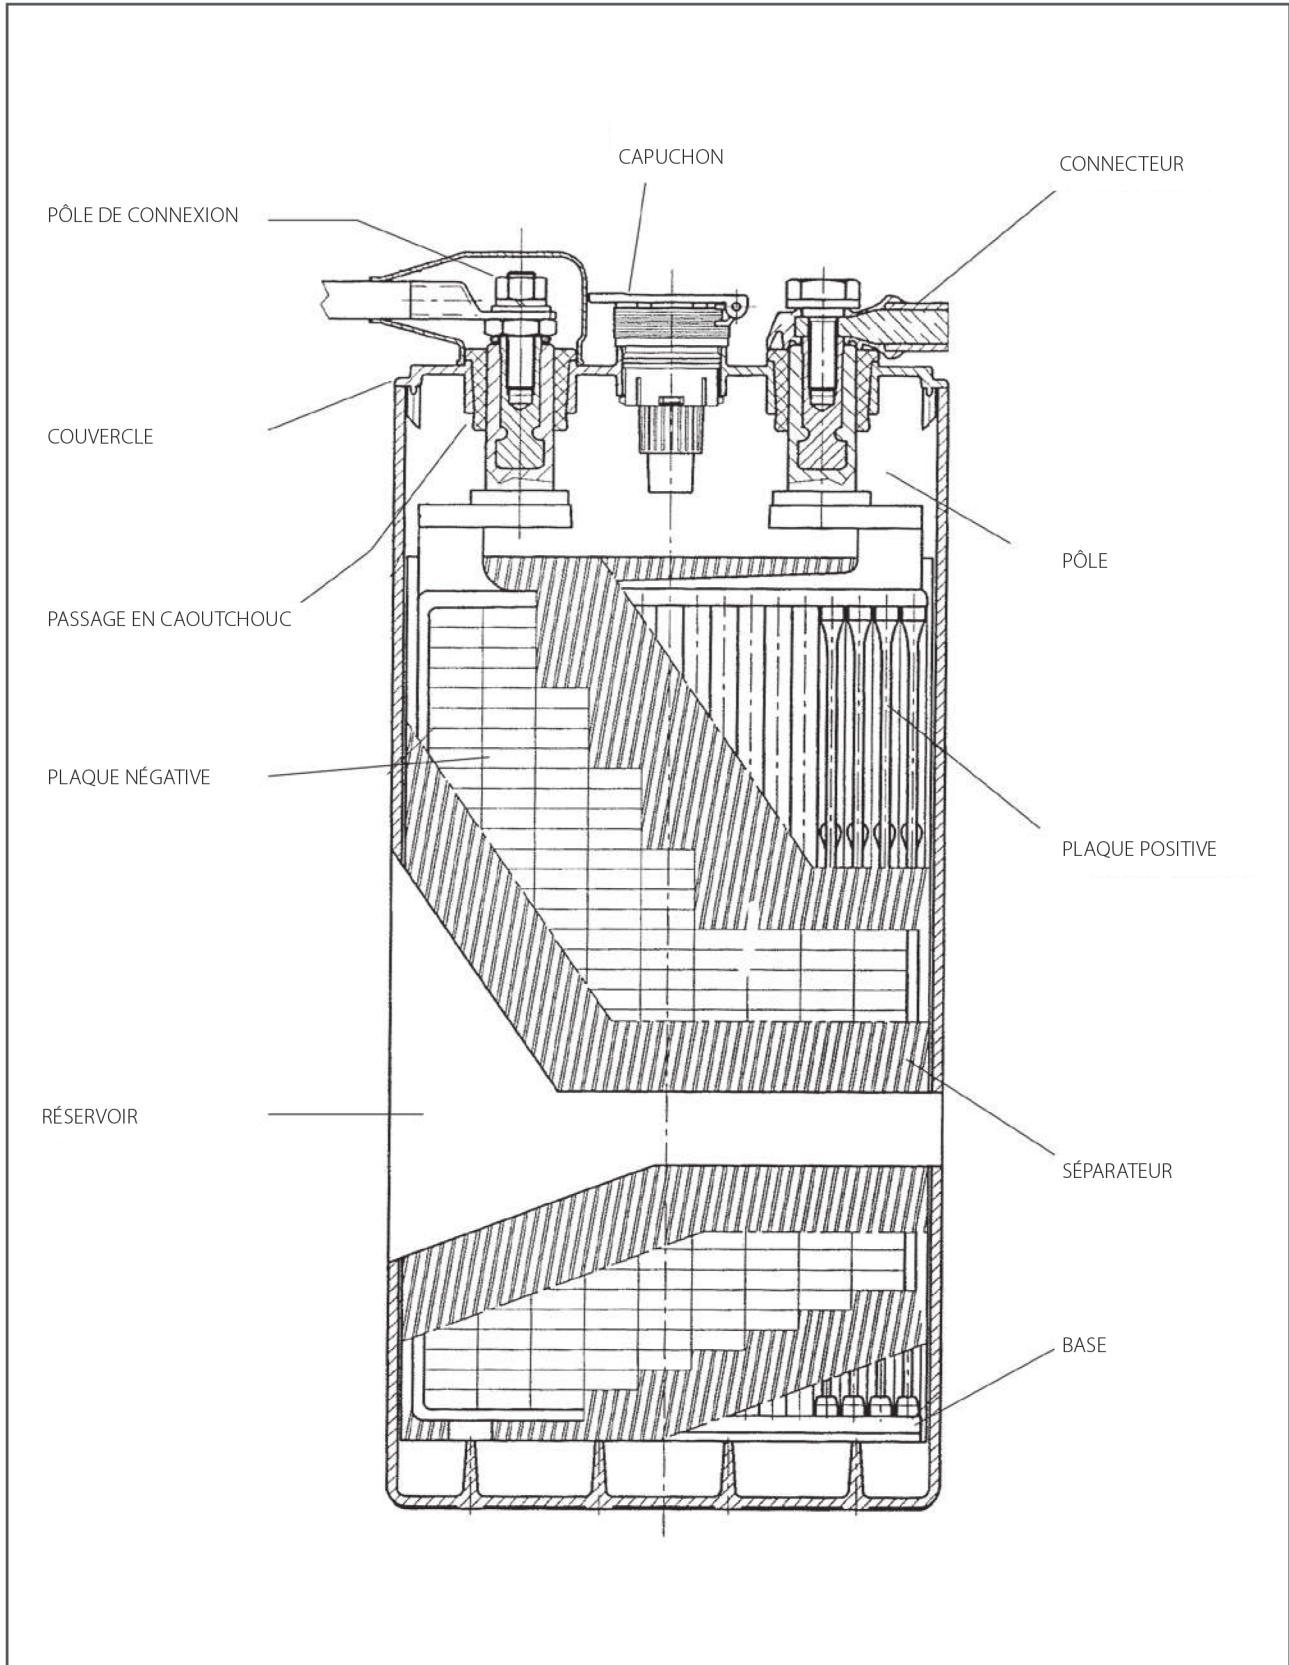 CAPUCHON
CONNECTEUR
PÔLE DE CONNEXION
COUVERCLE
PÔLE
PASSAGE EN CAOUTCHOUC
PLAQUE NÉGATIVE
PLAQUE POSITIVE
RÉSERVOIR
SÉPARATEUR
BASE